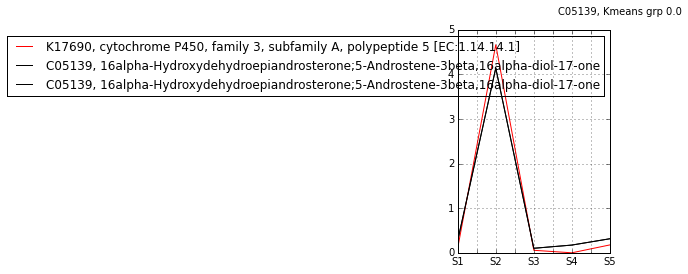 C05139, Kmeans grp 0.0
K17690, cytochrome P450, family 3, subfamily A, polypeptide 5 [EC:1.14.14.1]
C05139, 16alpha-Hydroxydehydroepiandrosterone;5-Androstene-3beta,16alpha-diol-17-one
C05139, 16alpha-Hydroxydehydroepiandrosterone;5-Androstene-3beta,16alpha-diol-17-one
5
4
3
2
1
0
S1 S2 S3 S4 S5